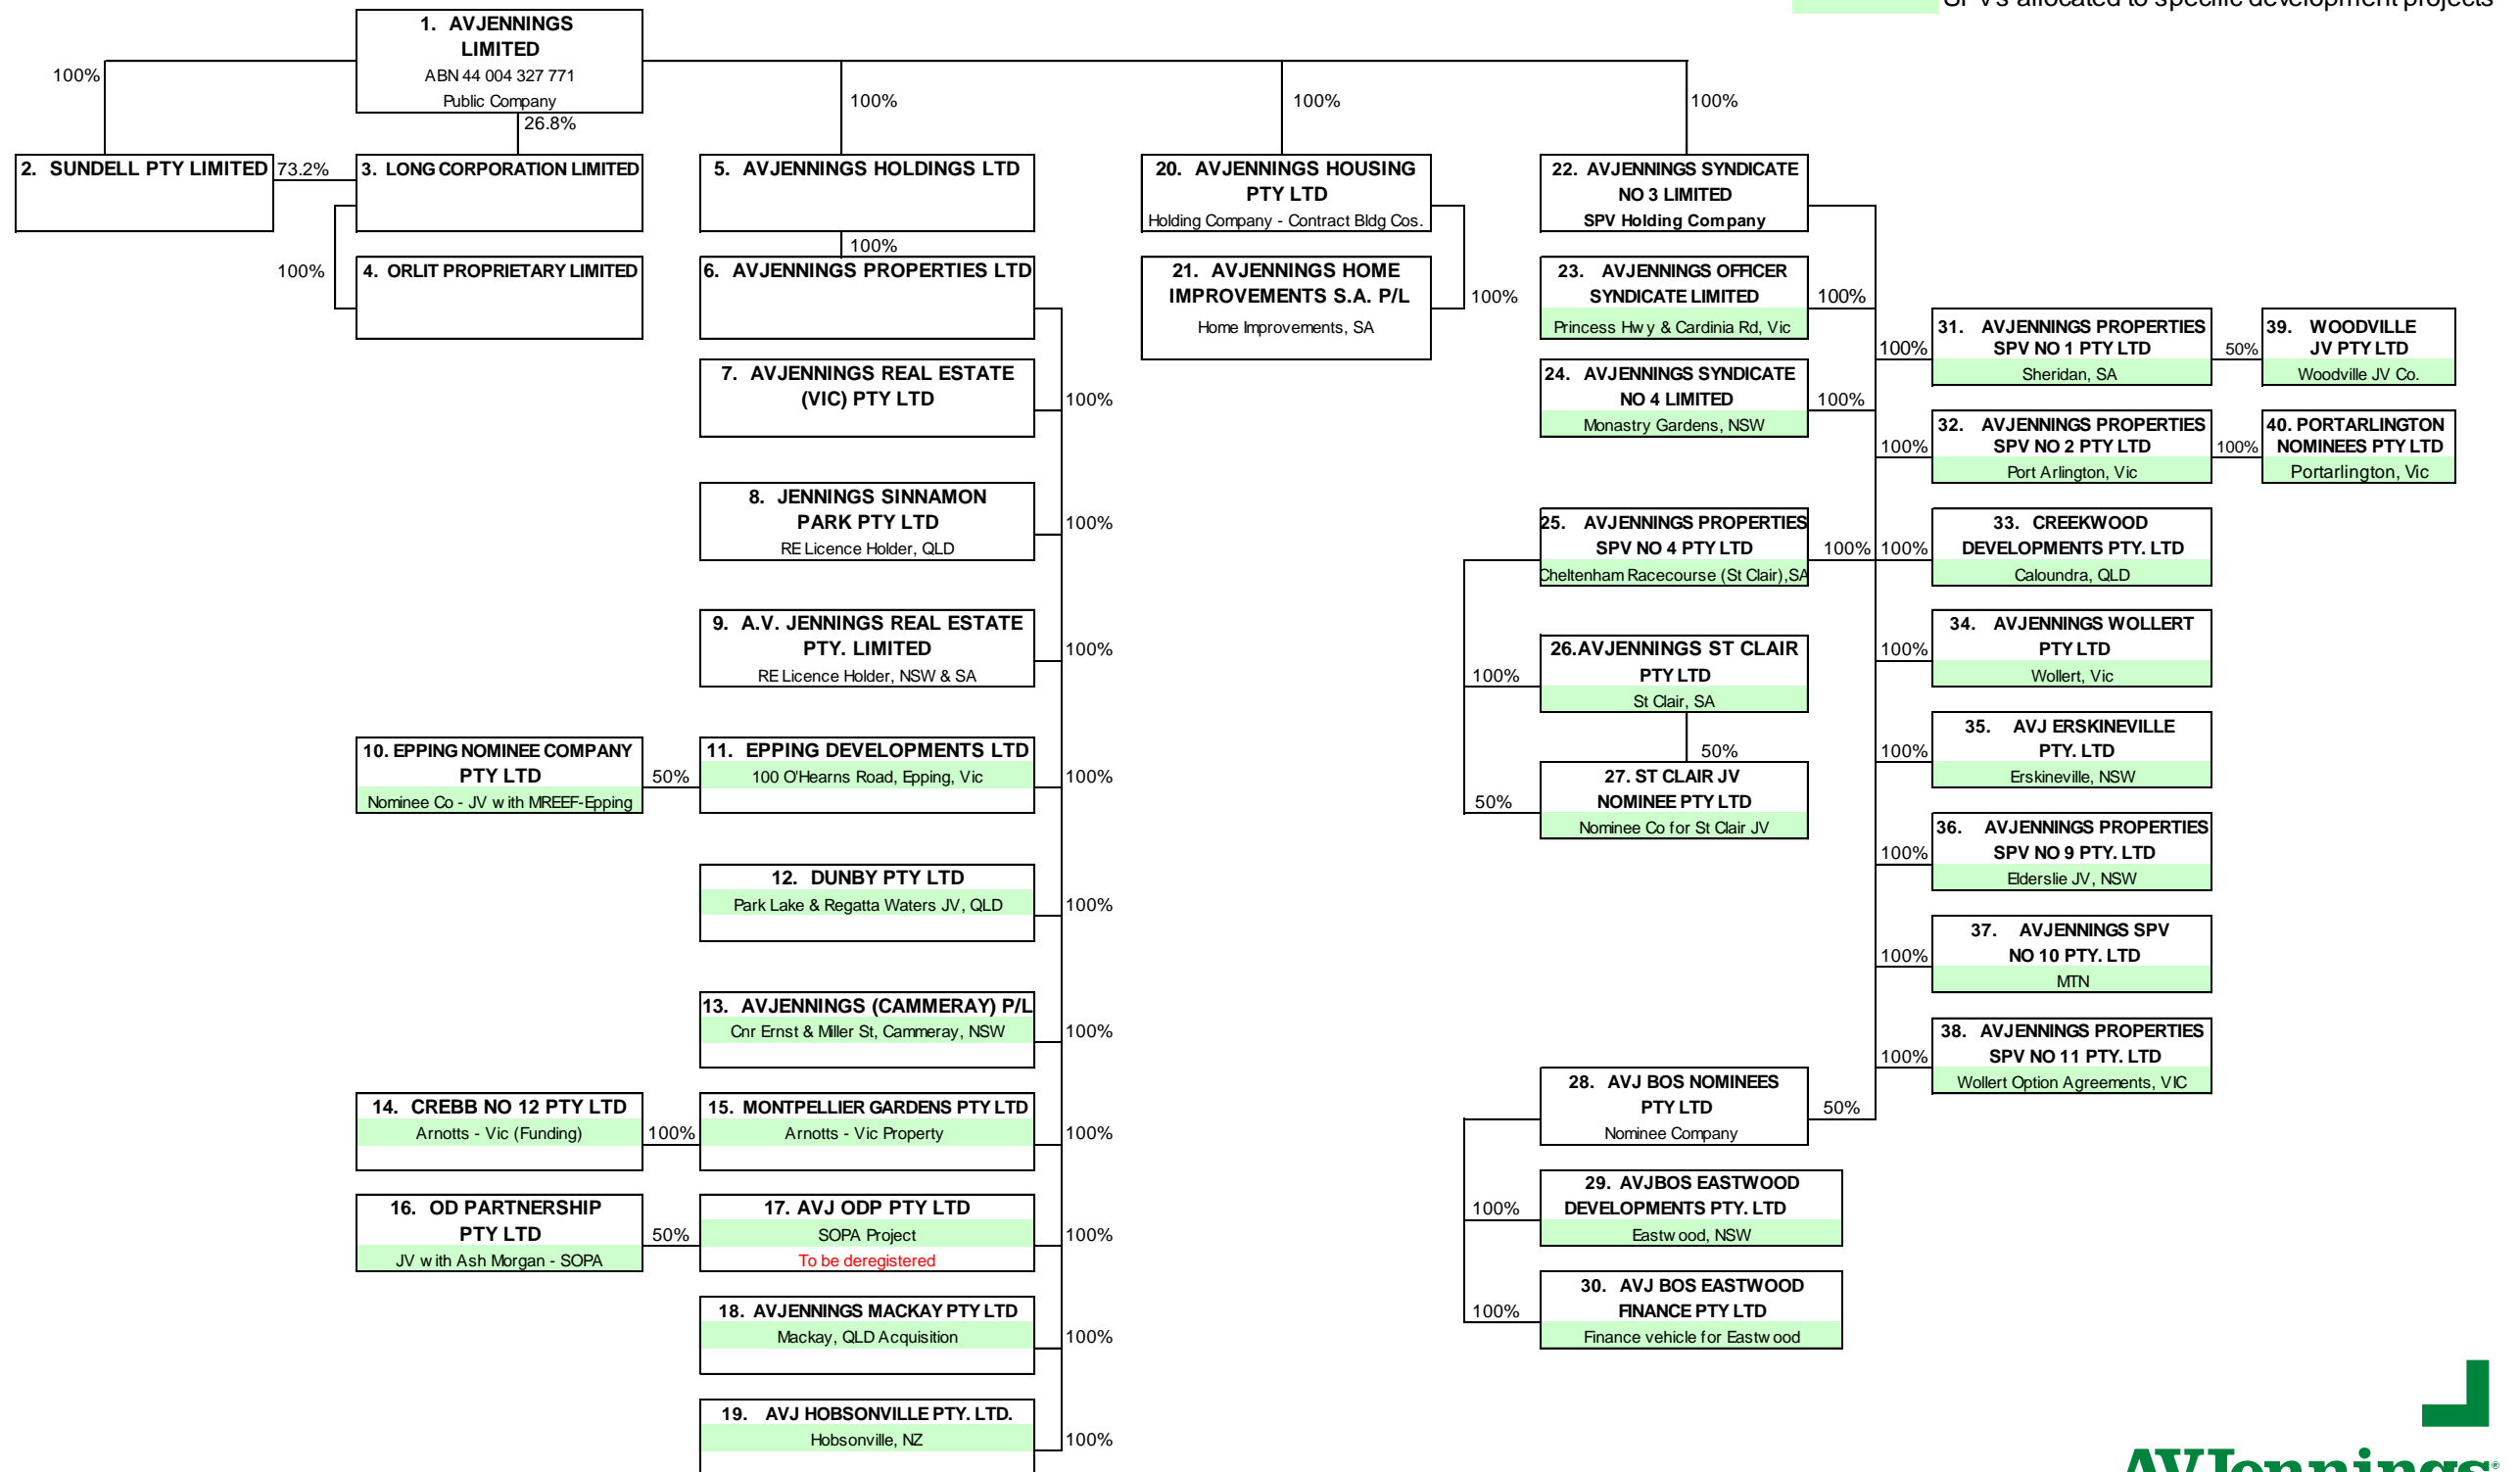 SPVs allocated to specific development projects
1. AVJENNINGS
LIMITED
ABN 44 004 327 771
Public Company
100%
100%
100%
100%
26.8%
2. SUNDELL PTY LIMITED
73.2%
3. LONG CORPORATION LIMITED
100%
4. ORLIT PROPRIETARY LIMITED
5. AVJENNINGS HOLDINGS LTD
100%
6. AVJENNINGS PROPERTIES LTD
7. AVJENNINGS REAL ESTATE
(VIC) PTY LTD
100%
8. JENNINGS SINNAMON
PARK PTY LTD
RE Licence Holder, QLD
100%
9. A.V. JENNINGS REAL ESTATE
PTY. LIMITED
RE Licence Holder, NSW & SA
100%
10. EPPING NOMINEE COMPANY
PTY LTD
Nominee Co - JV with MREEF-Epping
50%
11. EPPING DEVELOPMENTS LTD
100 O'Hearns Road, Epping, Vic
100%
12. DUNBY PTY LTD
Park Lake & Regatta Waters JV, QLD
100%
13. AVJENNINGS (CAMMERAY) P/L
Cnr Ernst & Miller St, Cammeray, NSW
100%
14. CREBB NO 12 PTY LTD
Arnotts - Vic (Funding)
100%
15. MONTPELLIER GARDENS PTY LTD
Arnotts - Vic Property
100%
16. OD PARTNERSHIP
PTY LTD
JV with Ash Morgan - SOPA
50%
17. AVJ ODP PTY LTD
SOPA Project
To be deregistered
100%
18. AVJENNINGS MACKAY PTY LTD
Mackay, QLD Acquisition
100%
19. AVJ HOBSONVILLE PTY. LTD.
Hobsonville, NZ
100%
20. AVJENNINGS HOUSING
PTY LTD
Holding Company - Contract Bldg Cos.
21. AVJENNINGS HOME
IMPROVEMENTS S.A. P/L
Home Improvements, SA
100%
22. AVJENNINGS SYNDICATE
NO 3 LIMITED
SPV Holding Company
23. AVJENNINGS OFFICER
SYNDICATE LIMITED
Princess Hwy & Cardinia Rd, Vic
100%
24. AVJENNINGS SYNDICATE
NO 4 LIMITED
Monastry Gardens, NSW
100%
25. AVJENNINGS PROPERTIES
SPV NO 4 PTY LTD
Cheltenham Racecourse (St Clair),SA
100%
26.AVJENNINGS ST CLAIR
PTY LTD
St Clair, SA
100%
50%
27. ST CLAIR JV
NOMINEE PTY LTD
Nominee Co for St Clair JV
50%
28. AVJ BOS NOMINEES
PTY LTD
Nominee Company
50%
29. AVJBOS EASTWOOD
DEVELOPMENTS PTY. LTD
Eastwood, NSW
100%
30. AVJ BOS EASTWOOD
FINANCE PTY LTD
Finance vehicle for Eastwood
100%
31. AVJENNINGS PROPERTIES
SPV NO 1 PTY LTD
Sheridan, SA
100%
50%
39. WOODVILLE
JV PTY LTD
Woodville JV Co.
32. AVJENNINGS PROPERTIES
SPV NO 2 PTY LTD
Port Arlington, Vic
100%
100%
40. PORTARLINGTON
NOMINEES PTY LTD
Portarlington, Vic
33. CREEKWOOD
DEVELOPMENTS PTY. LTD
Caloundra, QLD
100%
34. AVJENNINGS WOLLERT
PTY LTD
Wollert, Vic
100%
35. AVJ ERSKINEVILLE
PTY. LTD
Erskineville, NSW
100%
36. AVJENNINGS PROPERTIES
SPV NO 9 PTY. LTD
Elderslie JV, NSW
100%
37. AVJENNINGS SPV
NO 10 PTY. LTD
MTN
100%
38. AVJENNINGS PROPERTIES
SPV NO 11 PTY. LTD
Wollert Option Agreements, VIC
100%
AVJennings®